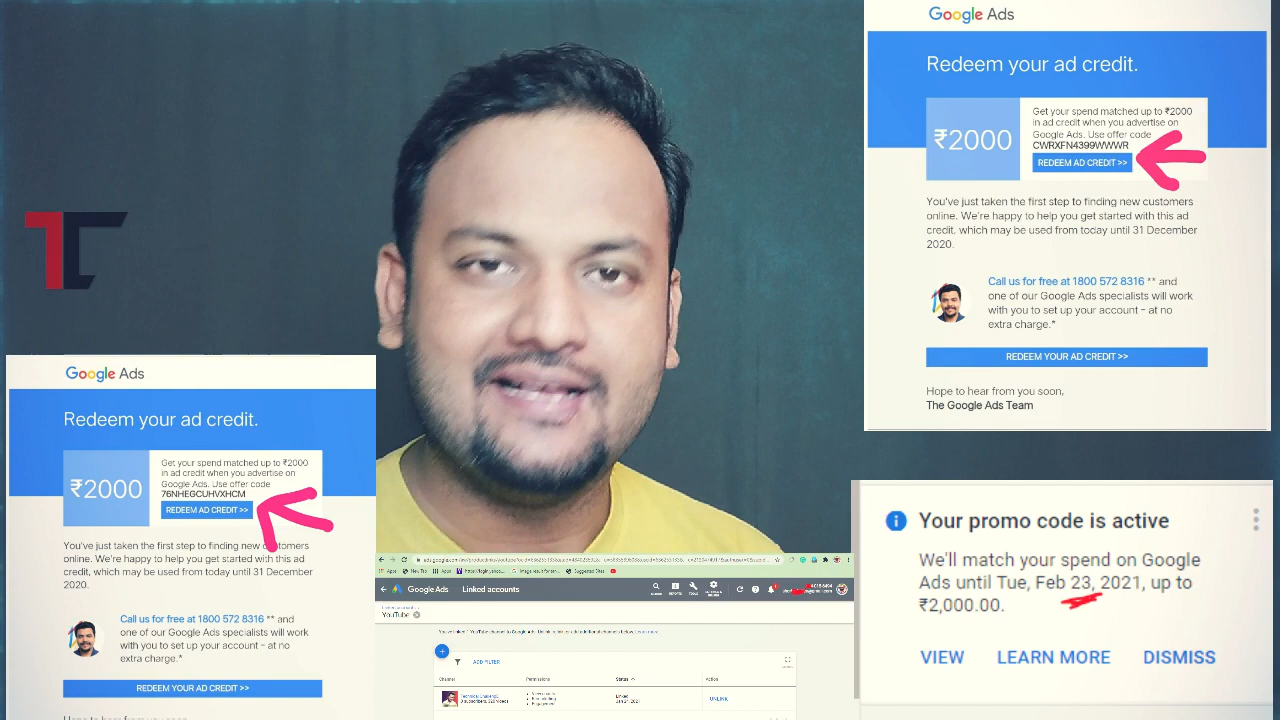 Google Ads
Redeem your ad credit.
₹2000
Get your spend matched up to ₹2000
in ad credit when you advertise on
Google Ads. Use offer code
CWRXFN4399WWWR
REDEEM AD CREDIT >>
You've just taken the first step to finding new customers
online. We're happy to help you get started with this ad
credit, which may be used from today until 31 December
2020.
Call us for free at 1800 572 8316 ** and
one of our Google Ads specialists will work
with you to set up your account - at no
extra charge.*
REDEEM YOUR AD CREDIT >>
Hope to hear from you soon,
The Google Ads Team
Google Ads
Redeem your ad credit.
₹2000
Get your spend matched up to ₹2000
in ad credit when you advertise on
Google Ads. Use offer code
76NHEGCUHVXHCM
REDEEM AD CREDIT >>
You've just taken the first step to finding new customers
online. We're happy to help you get started with this ad
credit, which may be used from today until 31 December
2020.
Call us for free at 1800 572 8316 ** and
one of our Google Ads specialists will work
with you to set up your account - at no
extra charge.*
REDEEM YOUR AD CREDIT >>
Google Ads Linked accounts
Linked accounts
YouTube
ADD FILTER
Channel Permissions Status Action
Linked
Jan 21, 2021
UNLINK
Engagement
Your promo code is active
We'll match your spend on Google
Ads until Tue, Feb 23, 2021, up to
₹2,000.00.
VIEW LEARN MORE DISMISS